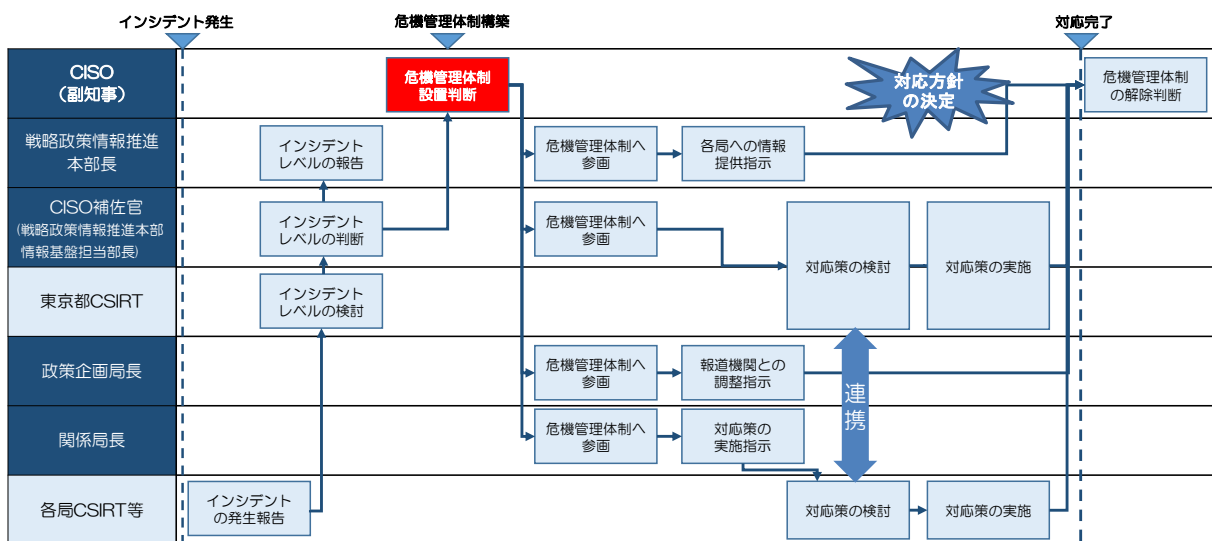 インシデント発生
危機管理体制構築
対応完了
CISO
（副知事）
危機管理体制
設置判断
対応方針
の決定
危機管理体制
の解除判断
戦略政策情報推進
本部長
インシデント
レベルの報告
危機管理体制へ
参画
各局への情報
提供指示
CISO補佐官
(戦略政策情報推進本部
情報基盤担当部長)
インシデント
レベルの判断
危機管理体制へ
参画
対応策の検討
対応策の実施
東京都CSIRT
インシデント
レベルの検討
政策企画局長
危機管理体制へ
参画
報道機関との
調整指示
連携
関係局長
危機管理体制へ
参画
対応策の
実施指示
各局CSIRT等
インシデント
の発生報告
対応策の検討
対応策の実施